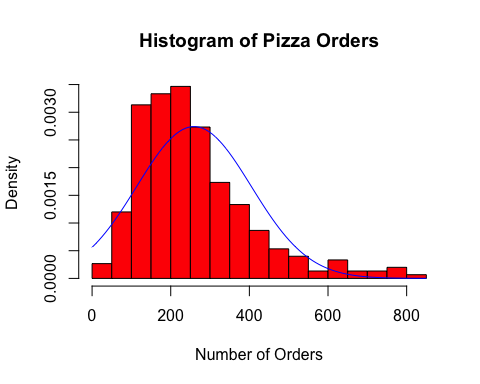 Histogram of Pizza Orders
Density
0.0030
0.0015
0.0000
0 200 400 600 800
Number of Orders